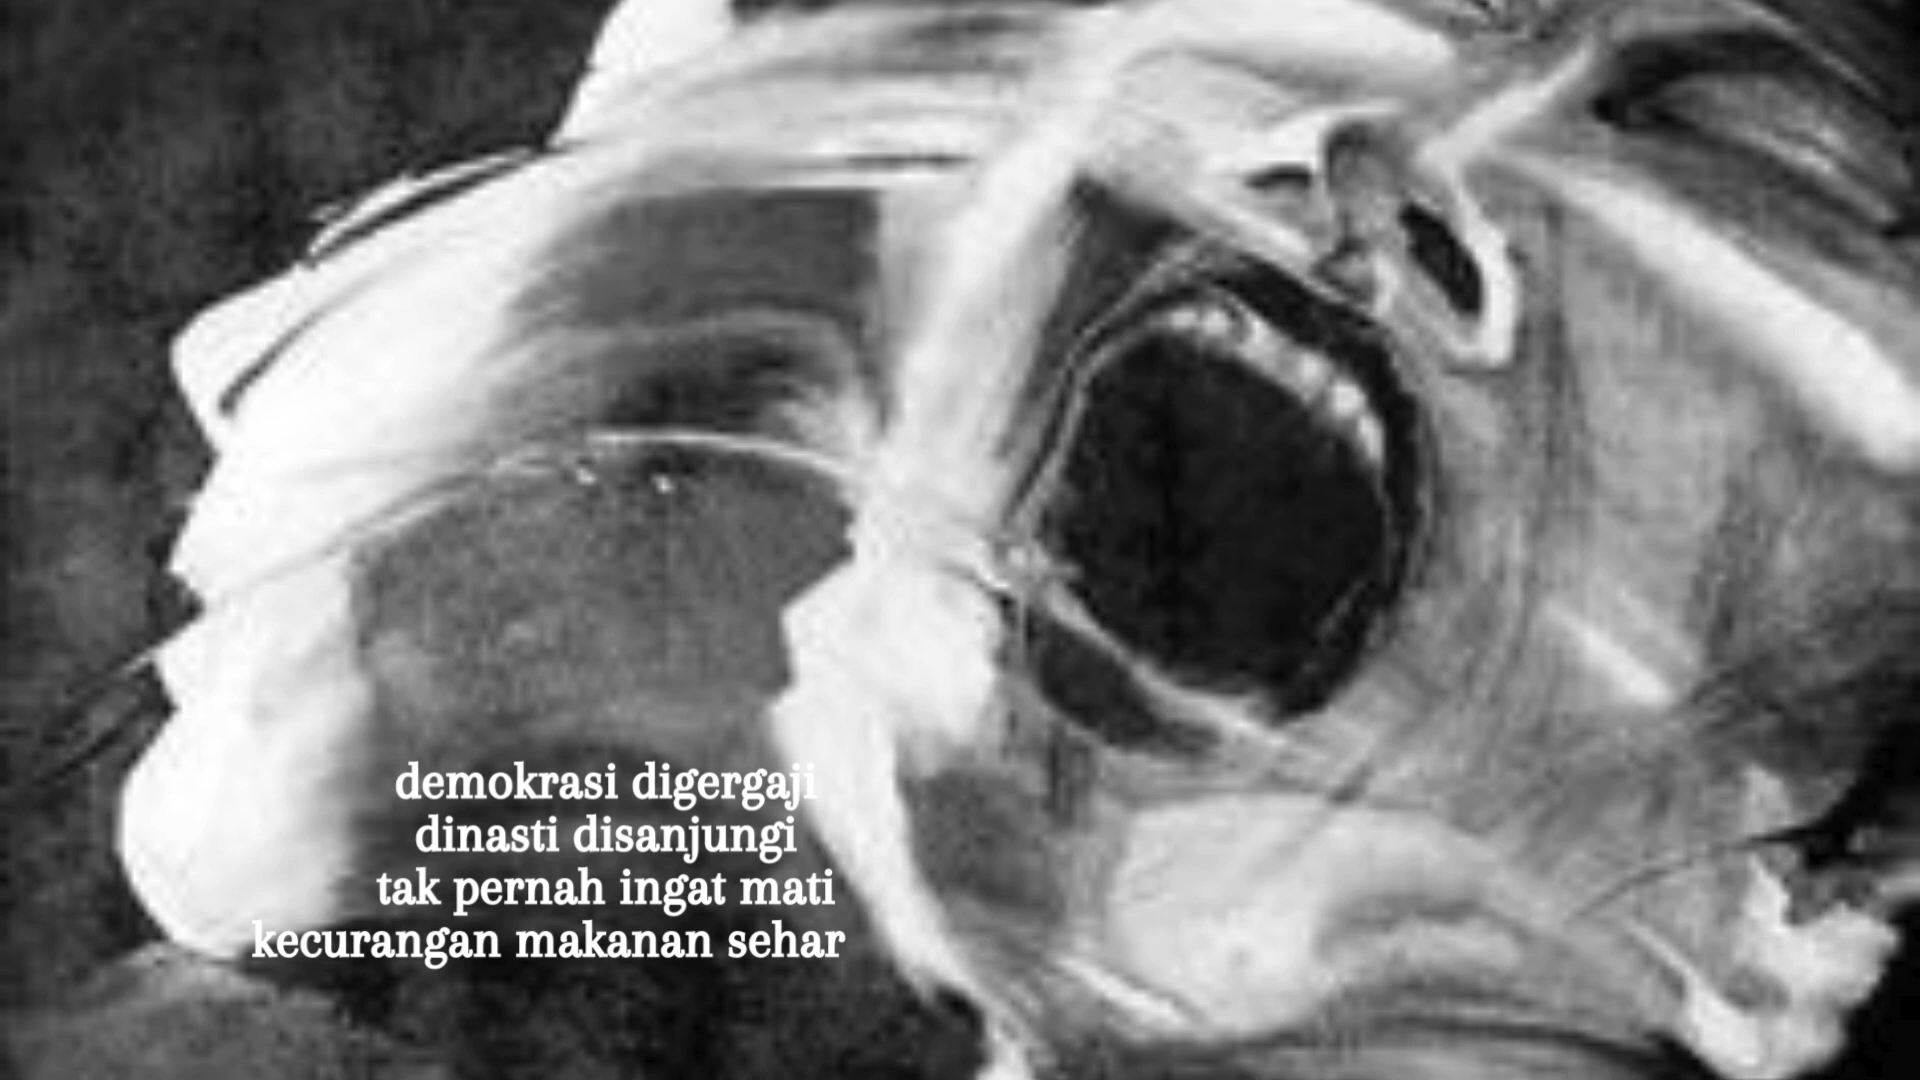 demokrasi digergaji
dinasti disanjungi
tak pernah ingat mati
kecurangan makanan sehar